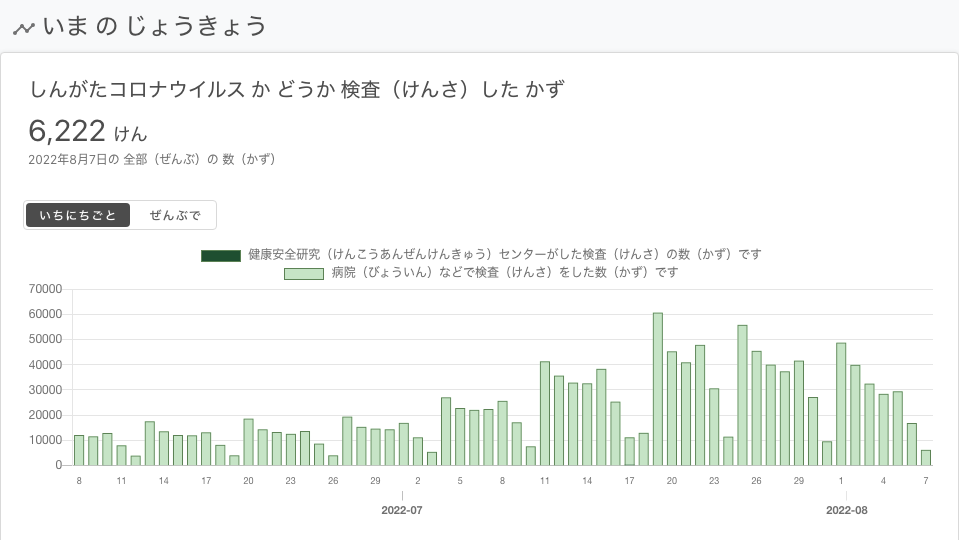 いま の じょうきょう
しんがたコロナウイルス か どうか 検査（けんさ）した かず
6,222 けん
2022年8月7日の 全部（ぜんぶ）の 数（かず）
いちにちごと ぜんぶで
健康安全研究（けんこうあんぜんけんきゅう）センターがした検査（けんさ）の数（かず）です
病院（びょういん）などで検査（けんさ）をした数（かず）です
70000
60000
50000
40000
30000
20000
10000
0
8 11 14 17 20 23 26 29 2 5 8 11 14 17 20 23 26 29 1 4 7
2022-07 2022-08